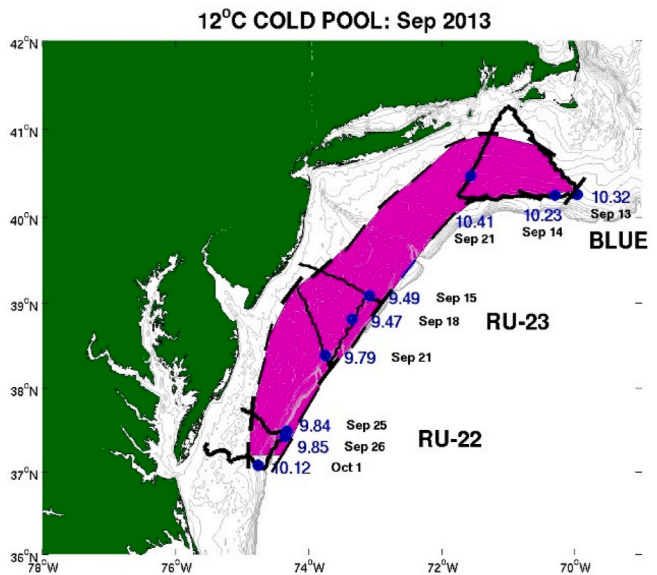 12°C COLD POOL: Sep 2013
42°N
41°N
40°N
10.32
10.41
10.23
Sep 13
Sep 21
Sep 14
BLUE
39°N
9.49 Sep 15
9.47 Sep 18
RU-23
9.79 Sep 21
38°N
9.84 Sep 25
9.85 Sep 26
RU-22
37°N
10.12 Oct 1
36°N
78°W
76°W
74°W
72°W
70°W